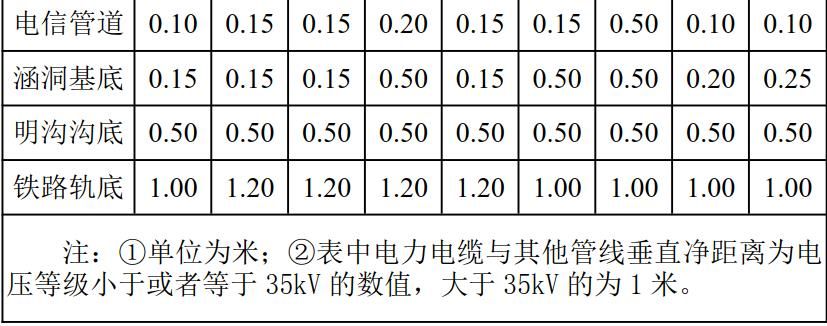 电信管道 0.10 0.15 0.15 0.20 0.15 0.15 0.50 0.10 0.10
涵洞基底 0.15 0.15 0.15 0.50 0.15 0.50 0.50 0.20 0.25
明沟沟底 0.50 0.50 0.50 0.50 0.50 0.50 0.50 0.50 0.50
铁路轨底 1.00 1.20 1.20 1.20 1.20 1.00 1.00 1.00 1.00
注：①单位为米；②表中电力电缆与其他管线垂直净距离为电
压等级小于或者等于 35kV 的数值，大于 35kV 的为 1 米。